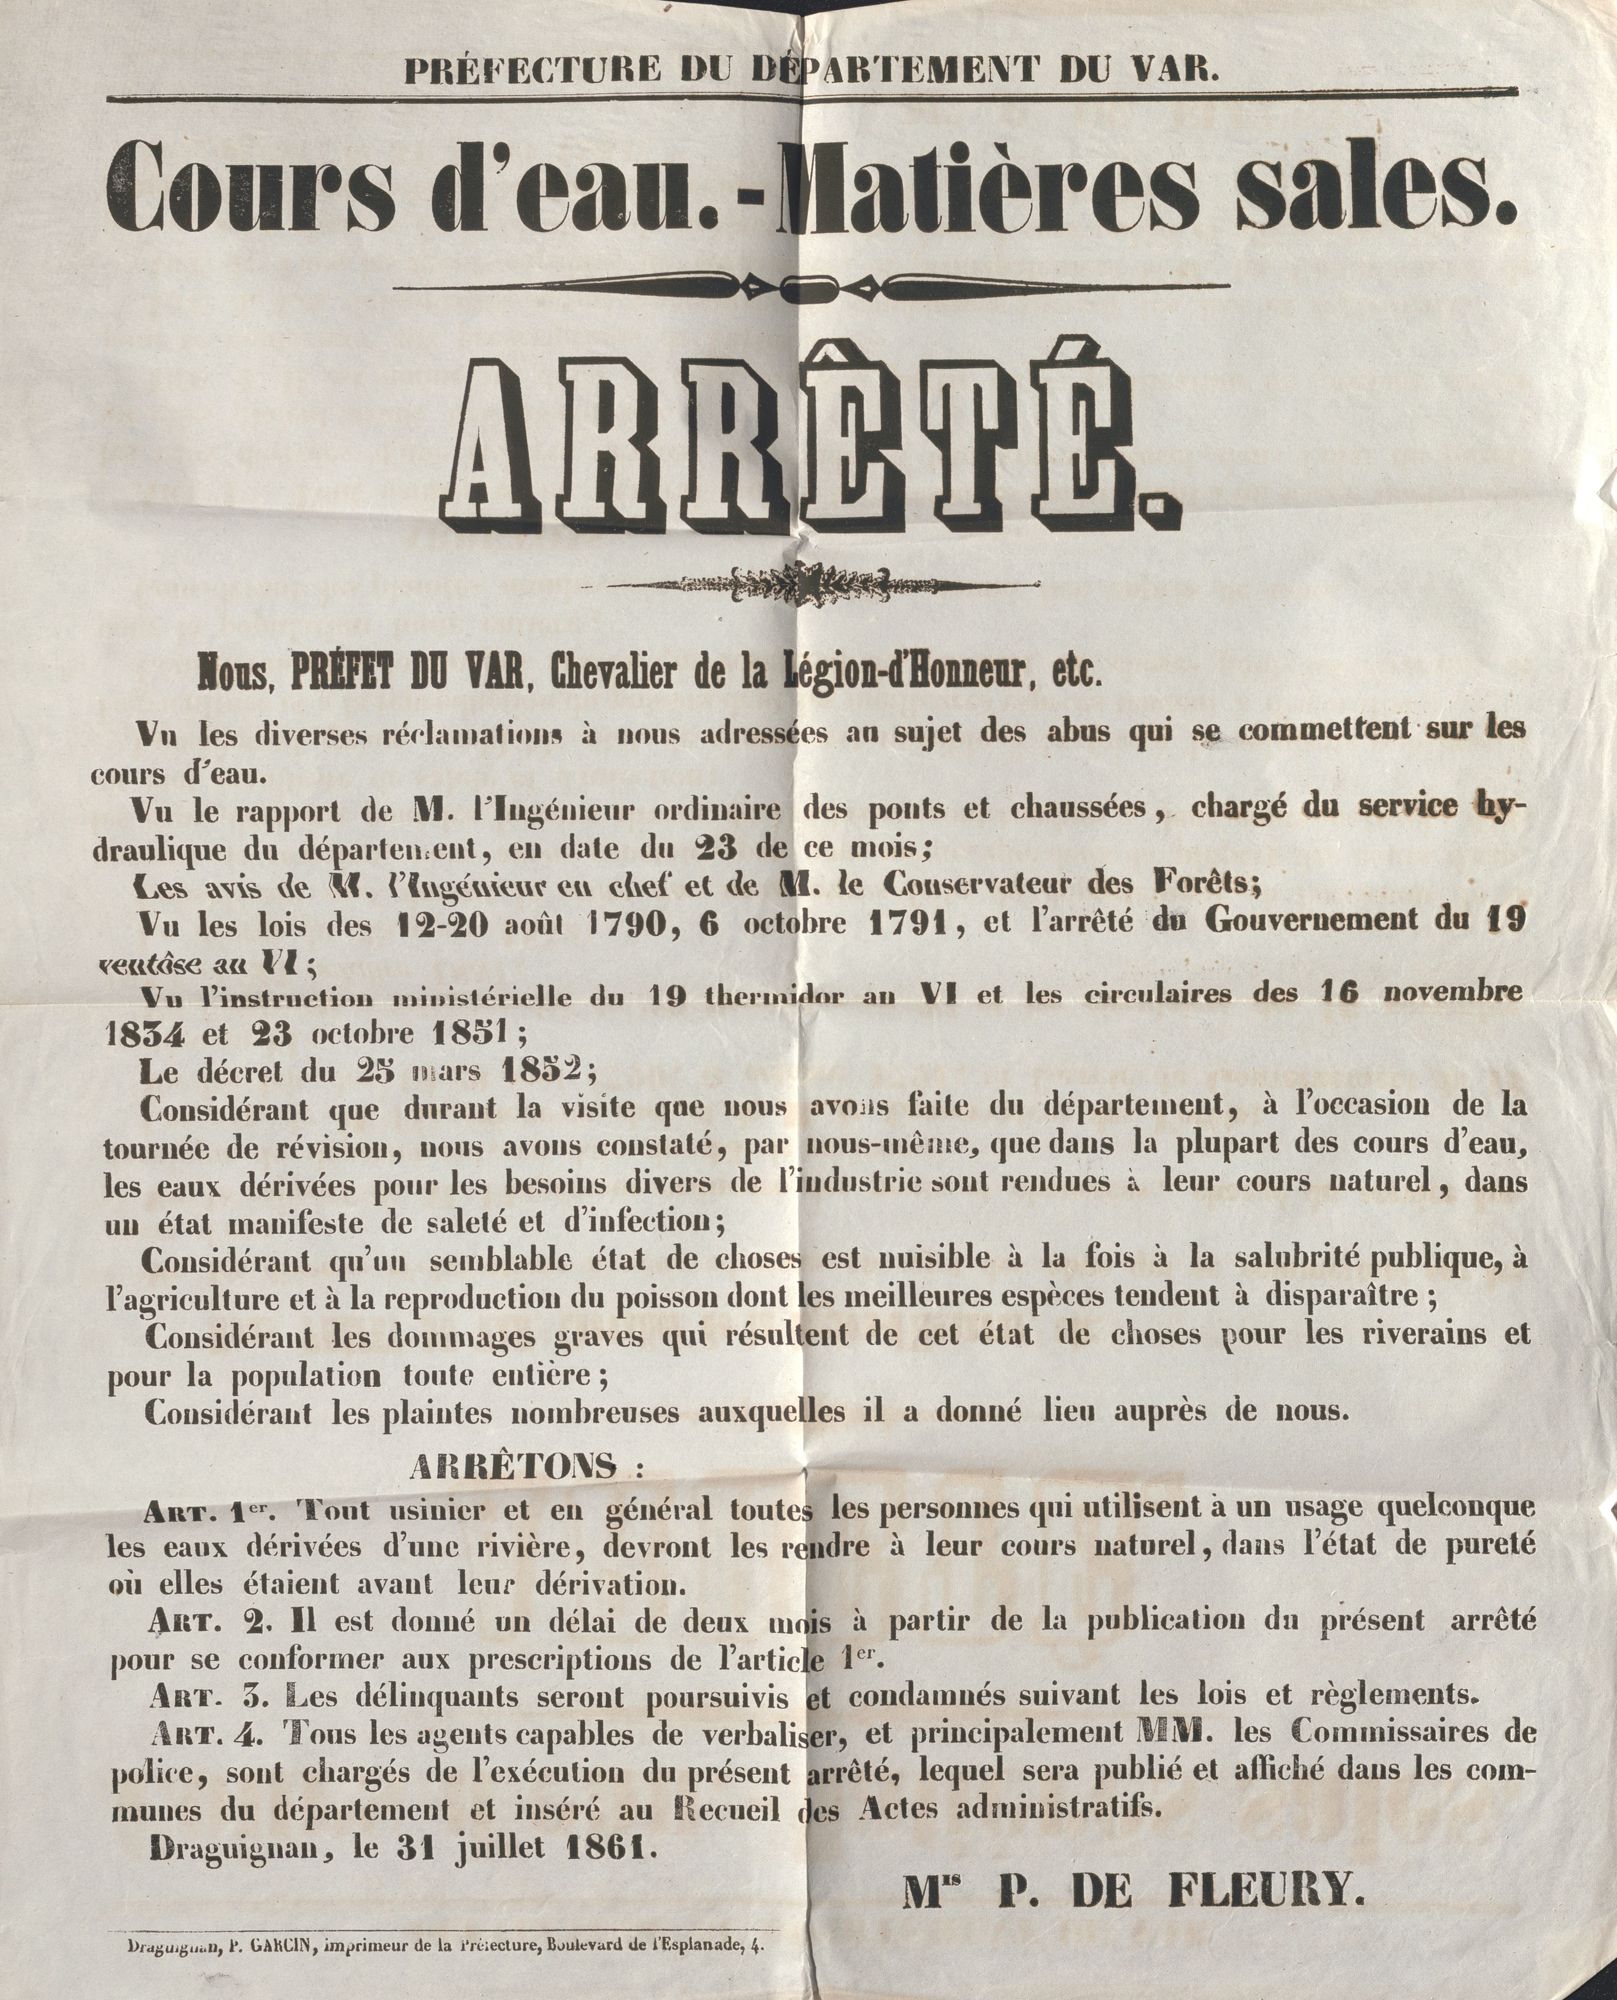 PRÉFECTURE DU DÉPARTEMENT DU VAR.
Cours d'eau.-Matières sales.
ARRÊTÉ.
Nous, PRÉFET DU VAR, Chevalier de la Légion-d'Honneur, etc.
Vu les diverses réclamations à nous adressées au sujet des abus qui se commettent sur les
cours d'eau.
Vu le rapport de M. l'Ingénieur ordinaire des ponts et chaussées, chargé du service hy-
draulique du département, en date du 23 de ce mois;
Les avis de M. l'Ingénieur en chef et de M. le Conservateur des Forêts;
Vu les lois des 12-20 août 1790, 6 octobre 1791, et l'arrêté du Gouvernement du 19
ventôse an VI;
Vu l'instruction ministérielle du 19 thermidor an VI et les circulaires des 16 novembre
1834 et 23 octobre 1851;
Le décret du 25 mars 1852;
Considérant que durant la visite que nous avons faite du département, à l'occasion de la
tournée de révision, nous avons constaté, par nous-même, que dans la plupart des cours d'eau,
les eaux dérivées pour les besoins divers de l'industrie sont rendues à leur cours naturel, dans
un état manifeste de saleté et d'infection;
Considérant qu'un semblable état de choses est nuisible à la fois à la salubrité publique, à
l'agriculture et à la reproduction du poisson dont les meilleures espèces tendent à disparaître;
Considérant les dommages graves qui résultent de cet état de choses pour les riverains et
pour la population toute entière;
Considérant les plaintes nombreuses auxquelles il a donné lieu auprès de nous.
ARRÊTONS :
ART. 1er. Tout usinier et en général toutes les personnes qui utilisent à un usage quelconque
les eaux dérivées d'une rivière, devront les rendre à leur cours naturel, dans l'état de pureté
où elles étaient avant leur dérivation.
ART. 2. Il est donné un délai de deux mois à partir de la publication du présent arrêté
pour se conformer aux prescriptions de l'article 1er.
ART. 3. Les délinquants seront poursuivis et condamnés suivant les lois et règlements.
ART. 4. Tous les agents capables de verbaliser, et principalement MM. les Commissaires de
police, sont chargés de l'exécution du présent arrêté, lequel sera publié et affiché dans les com-
munes du département et inséré au Recueil des Actes administratifs.
Draguignan, le 31 juillet 1861.
Mis P. DE FLEURY.
Draguignan, P. GARCIN, imprimeur de la Préfecture, Boulevard de l'Esplanade, 4.